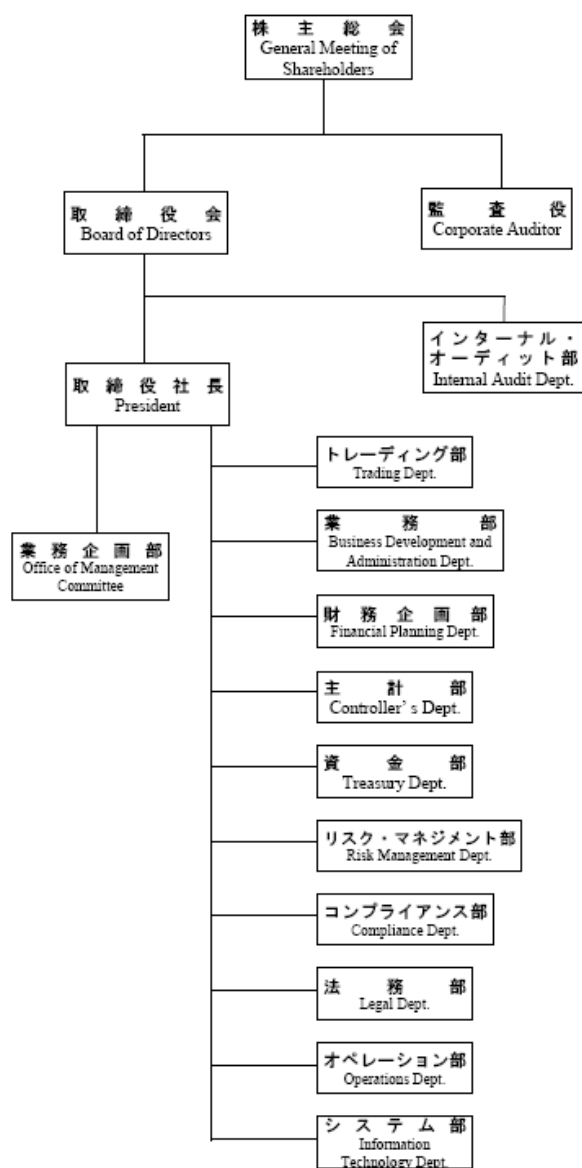 株主総会
General Meeting of
Shareholders
取締役会
Board of Directors
監査役
Corporate Auditor
インターナル・
オーディット部
Internal Audit Dept.
取締役社長
President
業務企画部
Office of Management
Committee
トレーディング部
Trading Dept.
業務部
Business Development and
Administration Dept.
財務企画部
Financial Planning Dept.
主計部
Controller's Dept.
資金部
Treasury Dept.
リスク・マネジメント部
Risk Management Dept.
コンプライアンス部
Compliance Dept.
法務部
Legal Dept.
オペレーション部
Operations Dept.
システム部
Information
Technology Dept.